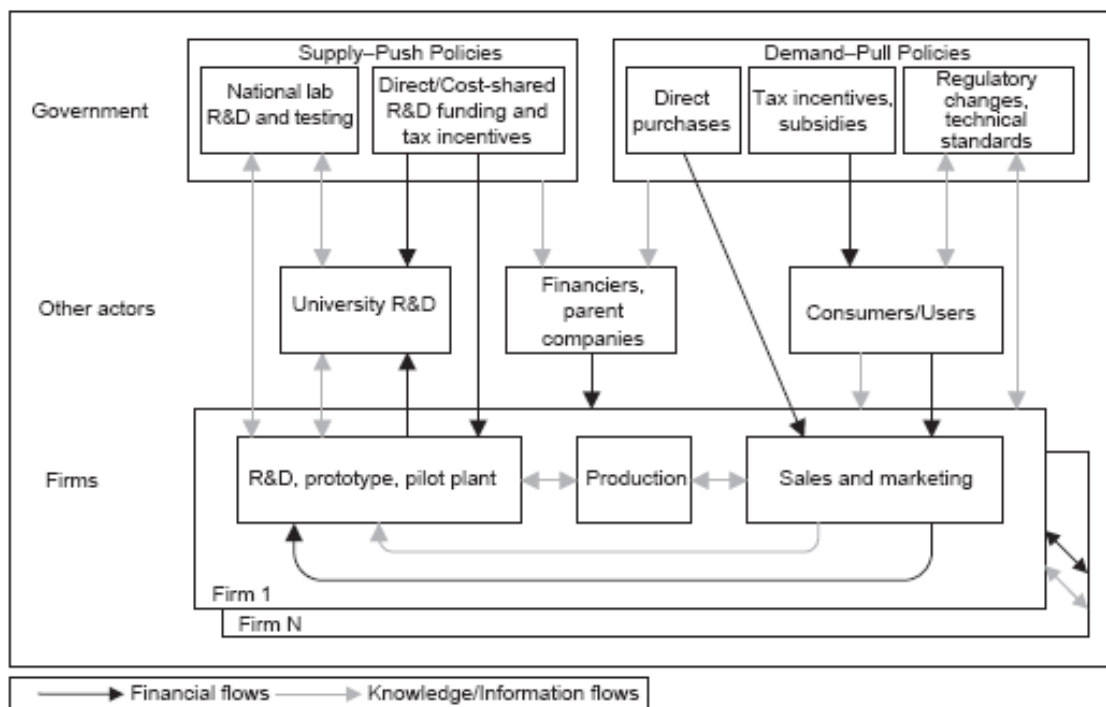 Supply–Push Policies
Demand–Pull Policies
Government
National lab
R&D and testing
Direct/Cost-shared
R&D funding and
tax incentives
Direct
purchases
Tax incentives,
subsidies
Regulatory
changes,
technical
standards
Other actors
University R&D
Financiers,
parent
companies
Consumers/Users
Firms
R&D, prototype, pilot plant
Production
Sales and marketing
Firm 1
Firm N
Financial flows
Knowledge/Information flows